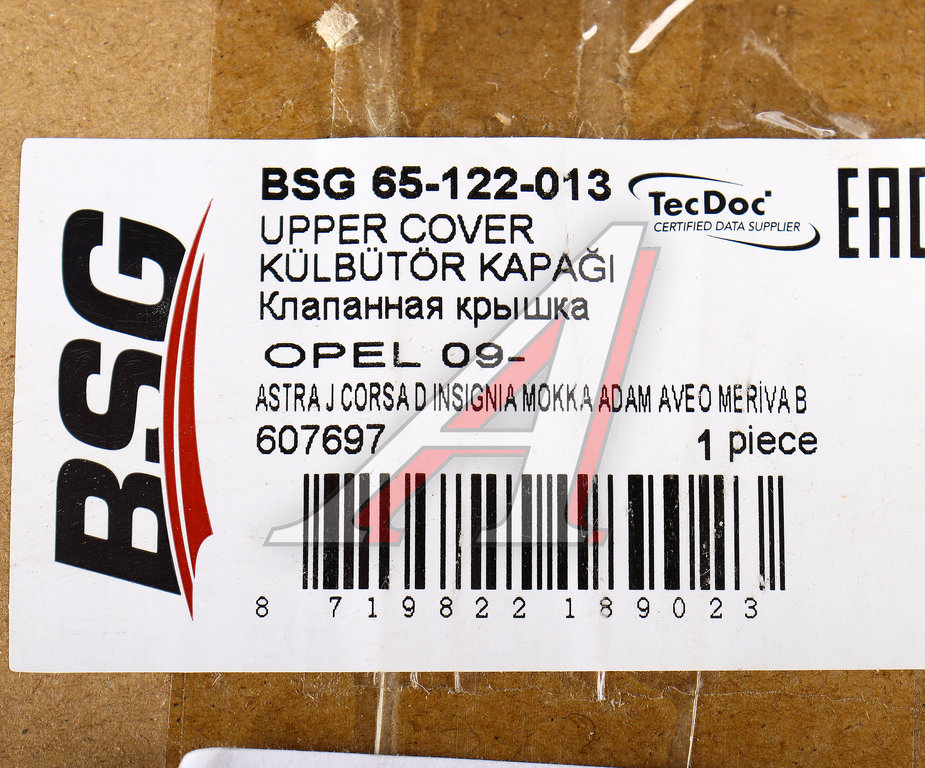 BSG
BSG 65-122-013
TecDoc
CERTIFIED DATA SUPPLIER
EAC
UPPER COVER
KÜLBÜTÖR KAPAĞI
Клапанная крышка
OPEL 09-
ASTRA J CORSA D INSIGNIA MOKKA ADAM AVEO MERİVA B
607697
1 piece
8 719822 189023